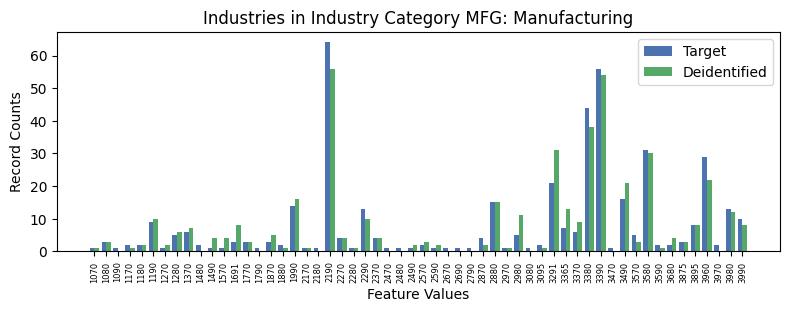 Industries in Industry Category MFG: Manufacturing
Target
Deidentified
Record Counts
60
50
40
30
20
10
0
1070 1080 1090 1170 1180 1190 1270 1280 1370 1480 1490 1570 1691 1770 1790 1870 1880 1990 2170 2180 2190 2270 2280 2290 2370 2470 2480 2490 2570 2590 2670 2690 2790 2870 2880 2970 2980 3080 3095 3291 3365 3370 3380 3390 3470 3490 3570 3580 3590 3680 3875 3895 3960 3970 3980 3990
Feature Values